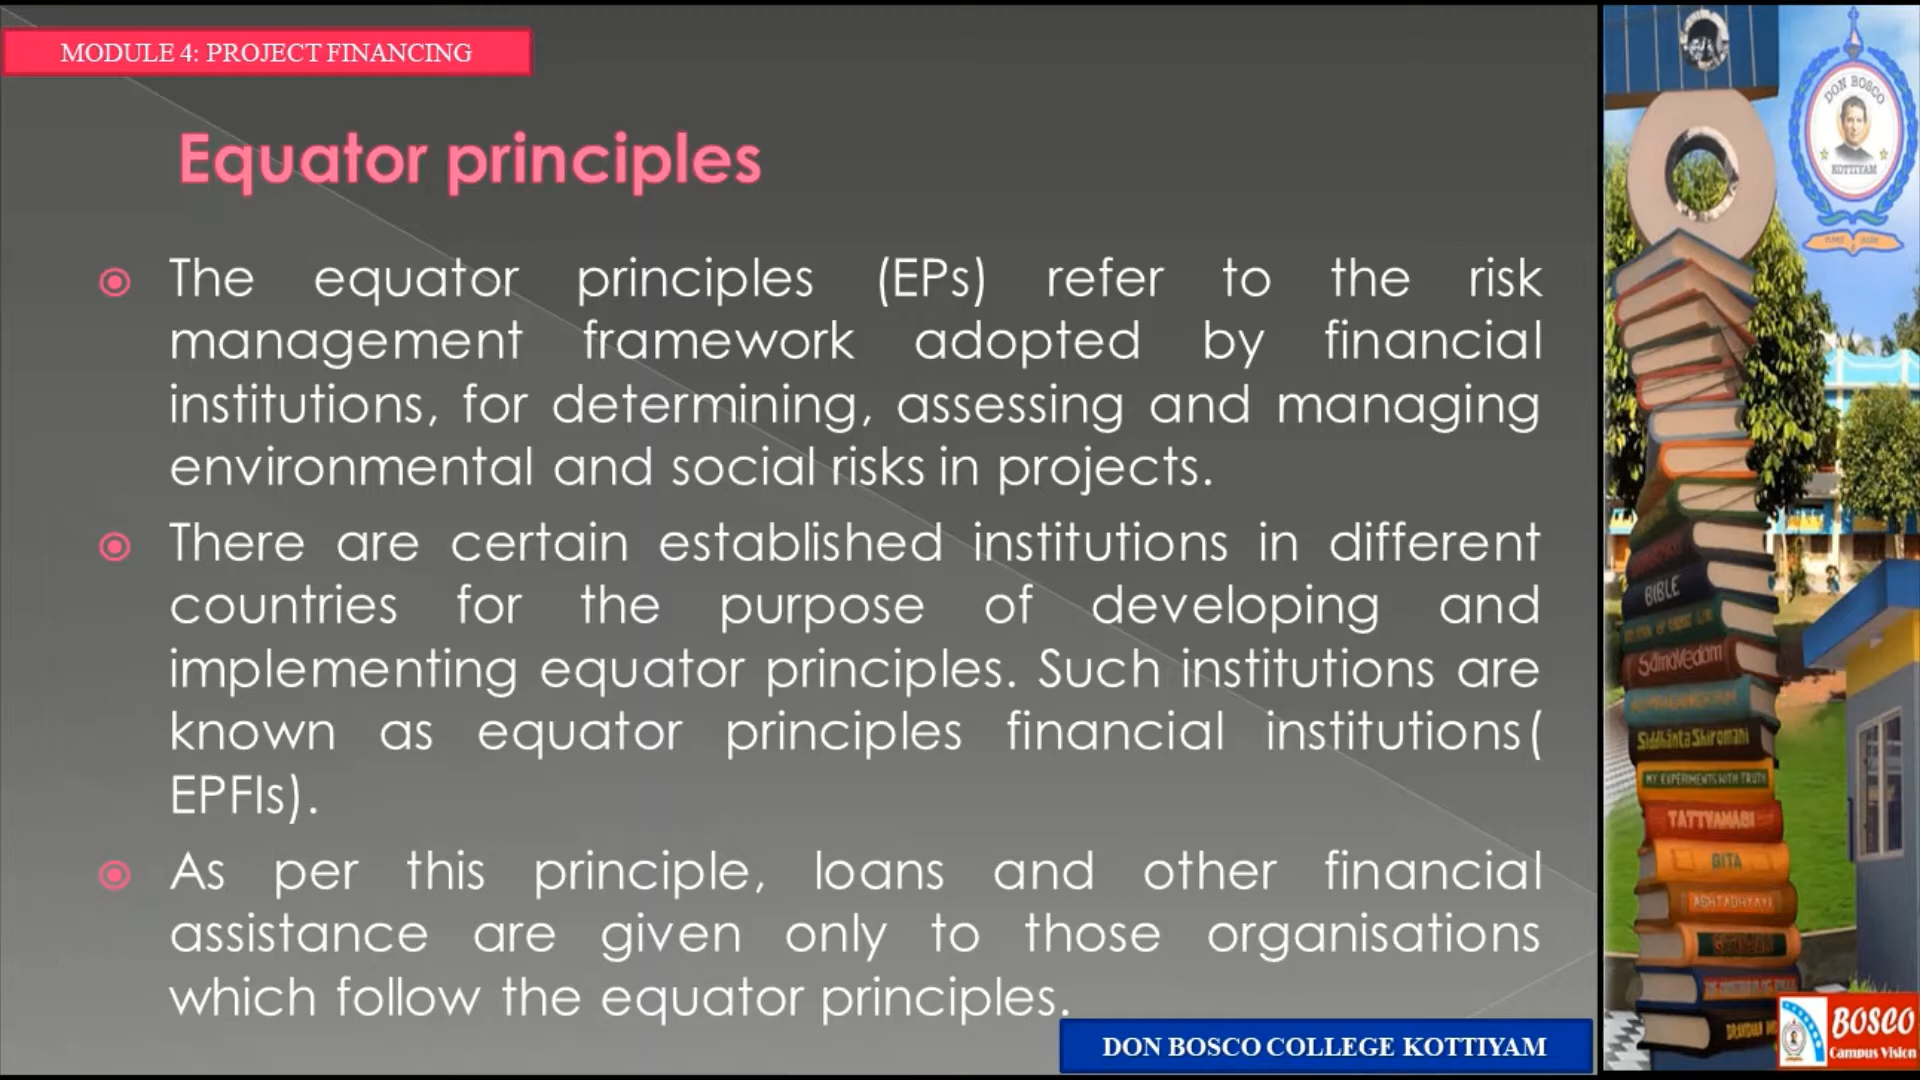 MODULE 4: PROJECT FINANCING
Equator principles
The equator principles (EPs) refer to the risk
management framework adopted by financial
institutions, for determining, assessing and managing
environmental and social risks in projects.
There are certain established institutions in different
countries for the purpose of developing and
implementing equator principles. Such institutions are
known as equator principles financial institutions(
EPFIs).
As per this principle, loans and other financial
assistance are given only to those organisations
which follow the equator principles.
DON BOSCO COLLEGE KOTTIYAM
DON BOSCO
KOTTIYAM
BIBLE
SamaVedam
Siddhanta Shiromani
MY EXPERIMENTS WITH TRUTH
GITA
BOSCO
Campus Vision